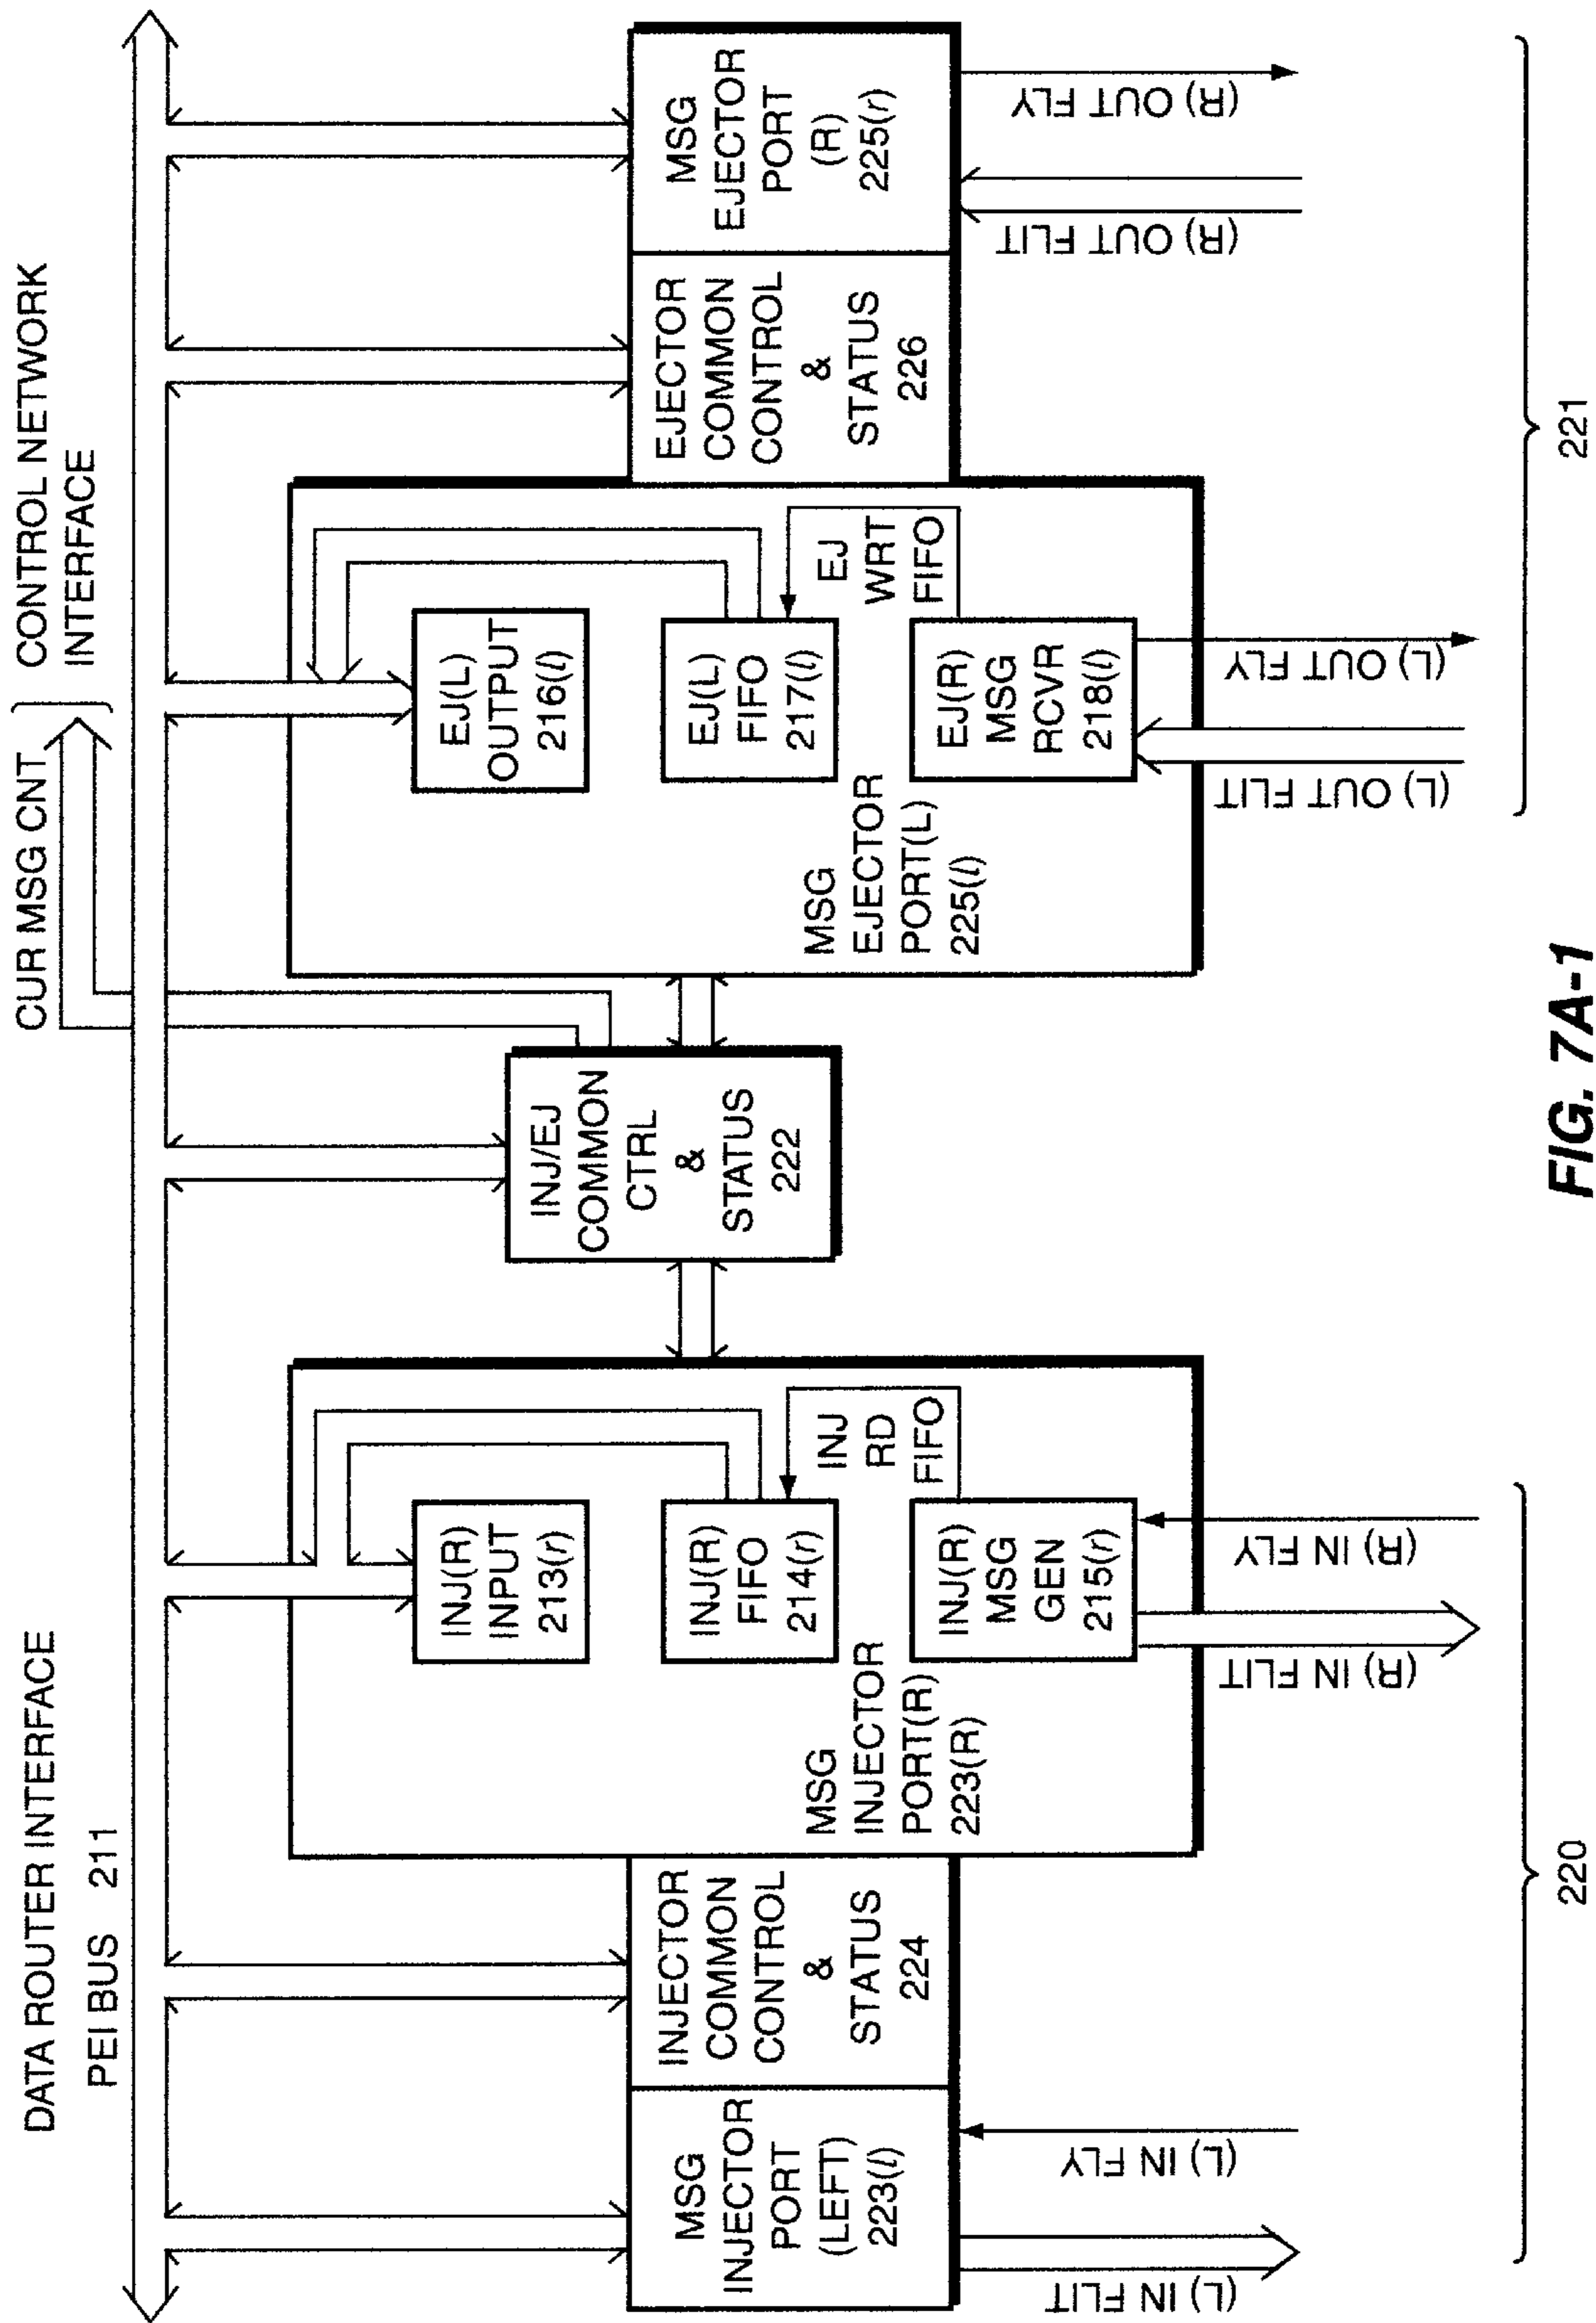 DATA ROUTER INTERFACE
PEI BUS 211
CUR MSG CNT
CONTROL NETWORK
INTERFACE
MSG
INJECTOR
PORT
(LEFT)
223(l)
INJECTOR
COMMON
CONTROL
&
STATUS
224
INJ(R)
INPUT
213(r)
INJ(R)
FIFO
214(r)
INJ
RD
FIFO
INJ(R)
MSG
GEN
215(r)
MSG
INJECTOR
PORT(R)
223(R)
INJ/EJ
COMMON
CTRL
&
STATUS
222
EJ(L)
OUTPUT
216(l)
EJ(L)
FIFO
217(l)
EJ
WRT
FIFO
EJ(R)
MSG
RCVR
218(l)
MSG
EJECTOR
PORT(L)
225(l)
EJECTOR
COMMON
CONTROL
&
STATUS
226
MSG
EJECTOR
PORT
(R)
225(r)
(L) IN FLIT
(L) IN FLY
(R) IN FLIT
(R) IN FLY
(L) OUT FLIT
(L) OUT FLY
(R) OUT FLIT
(R) OUT FLY
220
221
FIG. 7A-1